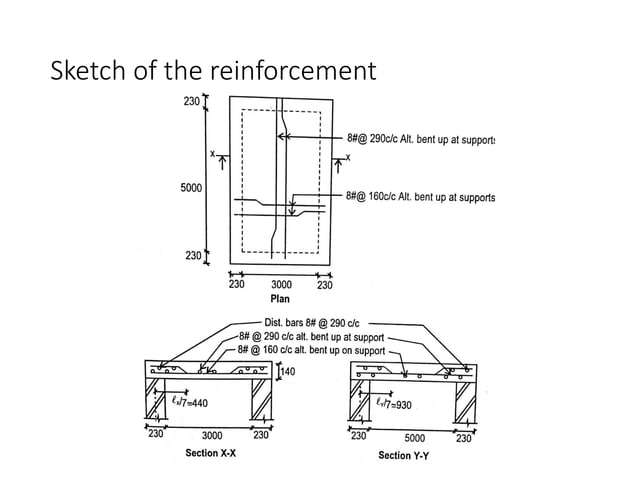 Sketch of the reinforcement
230
8#@ 290c/c Alt. bent up at supports
X
X
5000
8#@ 160c/c Alt. bent up at supports
230
230 3000 230
Plan
Dist. bars 8# @ 290 c/c
8# @ 290 c/c alt. bent up at support
8# @ 160 c/c alt. bent up on support
140
ℓx/7=440
ℓy/7=930
230 3000 230
230 5000 230
Section X-X
Section Y-Y